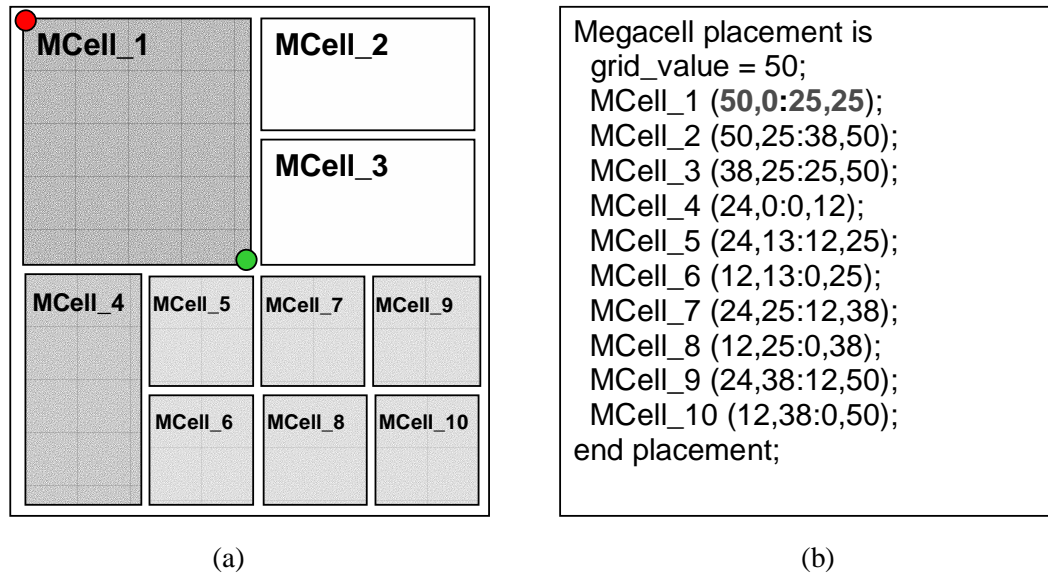 MCell_1
MCell_2
MCell_3
MCell_4
MCell_5
MCell_7
MCell_9
MCell_6
MCell_8
MCell_10
(a)
Megacell placement is
grid_value = 50;
MCell_1 (50,0:25,25);
MCell_2 (50,25:38,50);
MCell_3 (38,25:25,50);
MCell_4 (24,0:0,12);
MCell_5 (24,13:12,25);
MCell_6 (12,13:0,25);
MCell_7 (24,25:12,38);
MCell_8 (12,25:0,38);
MCell_9 (24,38:12,50);
MCell_10 (12,38:0,50);
end placement;
(b)